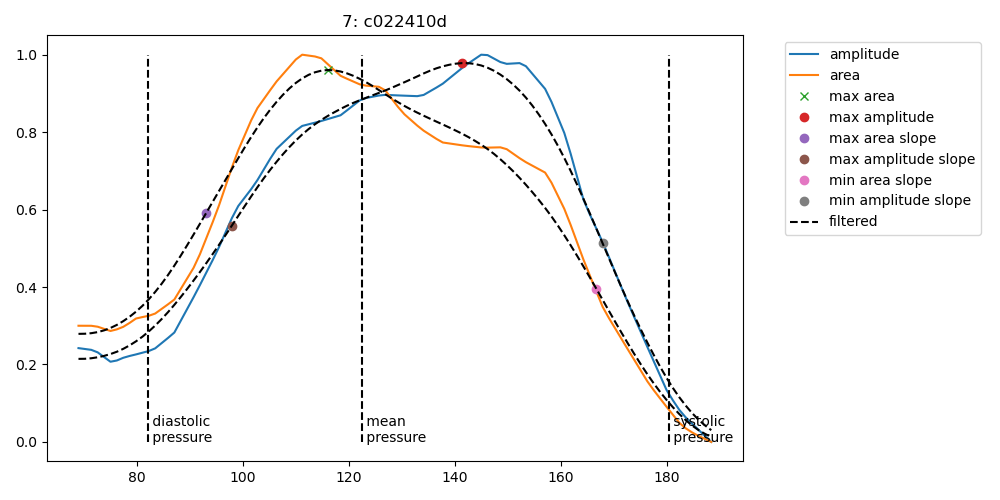 7: c022410d
1.0
0.8
0.6
0.4
0.2
0.0
diastolic
pressure
mean
pressure
systolic
pressure
80
100
120
140
160
180
amplitude
area
max area
max amplitude
max area slope
max amplitude slope
min area slope
min amplitude slope
filtered